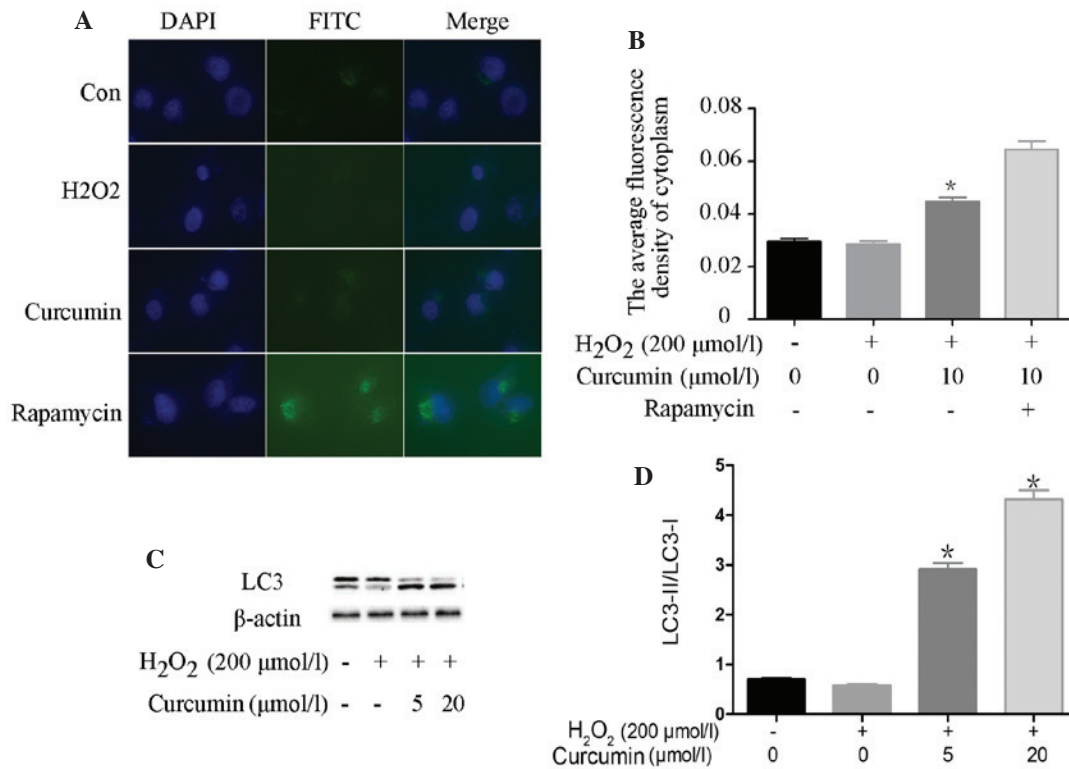 A
DAPI FITC Merge
Con
H2O2
Curcumin
Rapamycin
B
The average fluorescence
density of cytoplasm
0.08
0.06
0.04
0.02
0
*
H₂O₂ (200 µmol/l) - + + +
Curcumin (µmol/l) 0 0 10 10
Rapamycin - - - +
C
LC3
β-actin
H₂O₂ (200 µmol/l) - + + +
Curcumin (µmol/l) - - 5 20
D
LC3-II/LC3-I
5
4
3
2
1
0
* *
H₂O₂ (200 µmol/l) - + + +
Curcumin (µmol/l) 0 0 5 20